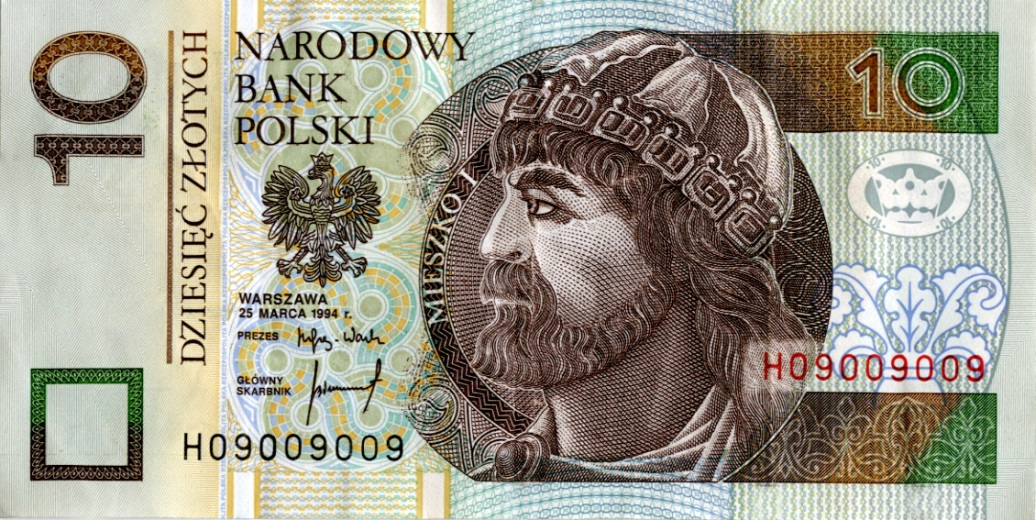 10
DZIESIĘĆ ZŁOTYCH
NARODOWY
BANK
POLSKI
WARSZAWA
25 MARCA 1994 r.
PREZES
GŁÓWNY
SKARBNIK
H09009009
MIESZKO I
10
H09009009